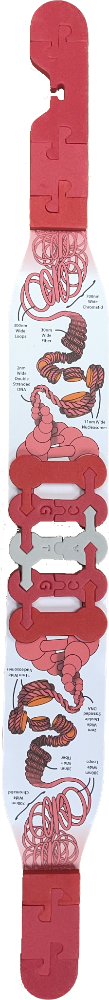 700nm
Wide
Chromatid
300nm
Wide
Loops
30nm
Wide
Fiber
2nm
Wide
Double
Stranded
DNA
11nm Wide
Nucleosomes
G C
T A
G C
11nm Wide
Nucleosomes
2nm
Wide
Double
Stranded
DNA
30nm
Wide
Fiber
300nm
Wide
Loops
700nm
Wide
Chromatid